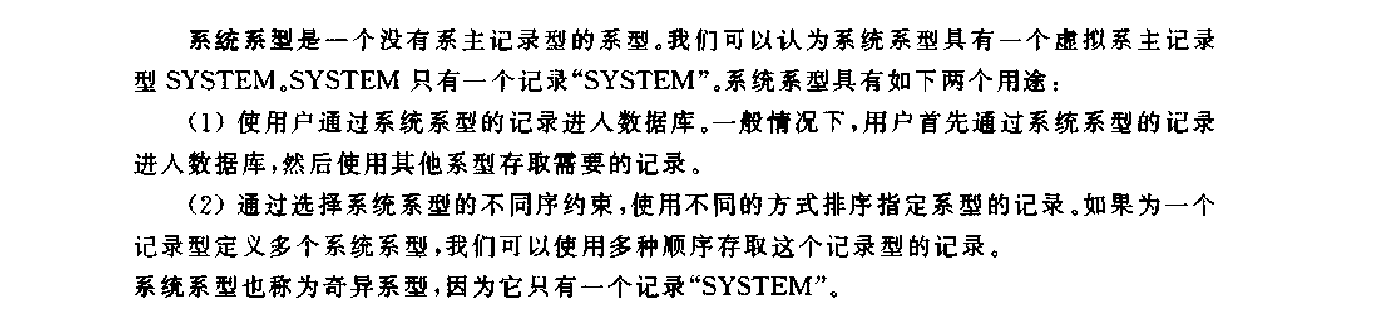 系统系型是一个没有系主记录型的系型。我们可以认为系统系型具有一个虚拟系主记录
型 SYSTEM。SYSTEM 只有一个记录“SYSTEM”。系统系型具有如下两个用途：
（1）使用户通过系统系型的记录进入数据库。一般情况下，用户首先通过系统系型的记录
进入数据库，然后使用其他系型存取需要的记录。
（2）通过选择系统系型的不同序约束，使用不同的方式排序指定系型的记录。如果为一个
记录型定义多个系统系型，我们可以使用多种顺序存取这个记录型的记录。
系统系型也称为奇异系型，因为它只有一个记录“SYSTEM”。